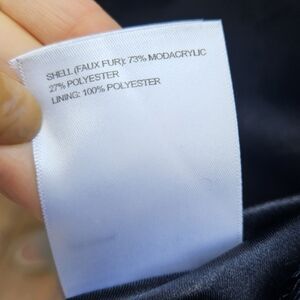 SHELL (FAUX FUR): 73% MODACRYLIC
27% POLYESTER
LINING: 100% POLYESTER